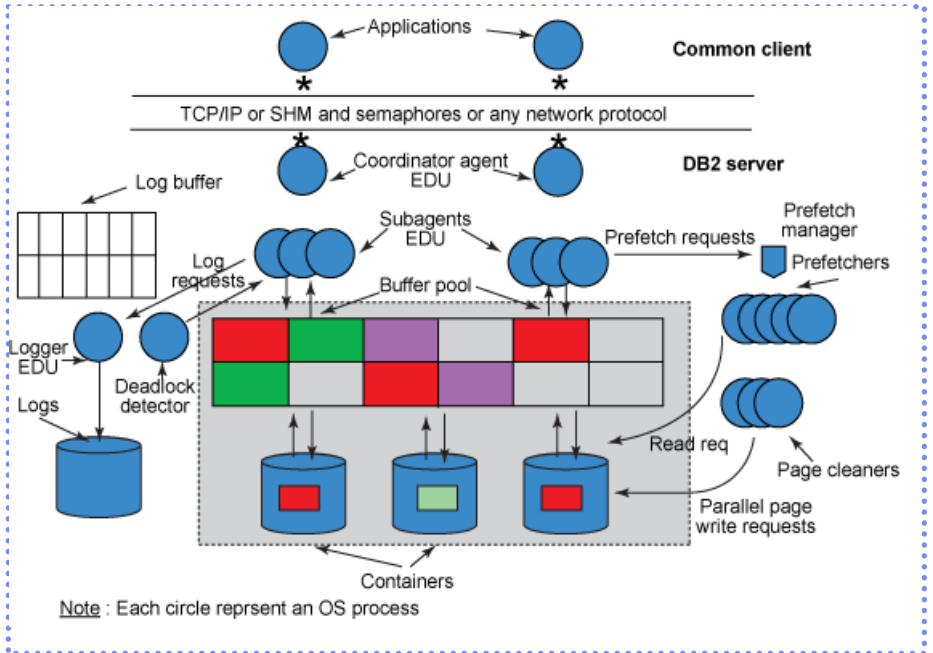 Applications
Common client
TCP/IP or SHM and semaphores or any network protocol
Coordinator agent
EDU
DB2 server
Log buffer
Subagents
EDU
Prefetch requests
Prefetch
manager
Prefetchers
Log
requests
Buffer pool
Logger
EDU
Deadlock
detector
Logs
Read req
Page cleaners
Parallel page
write requests
Containers
Note : Each circle reprsent an OS process